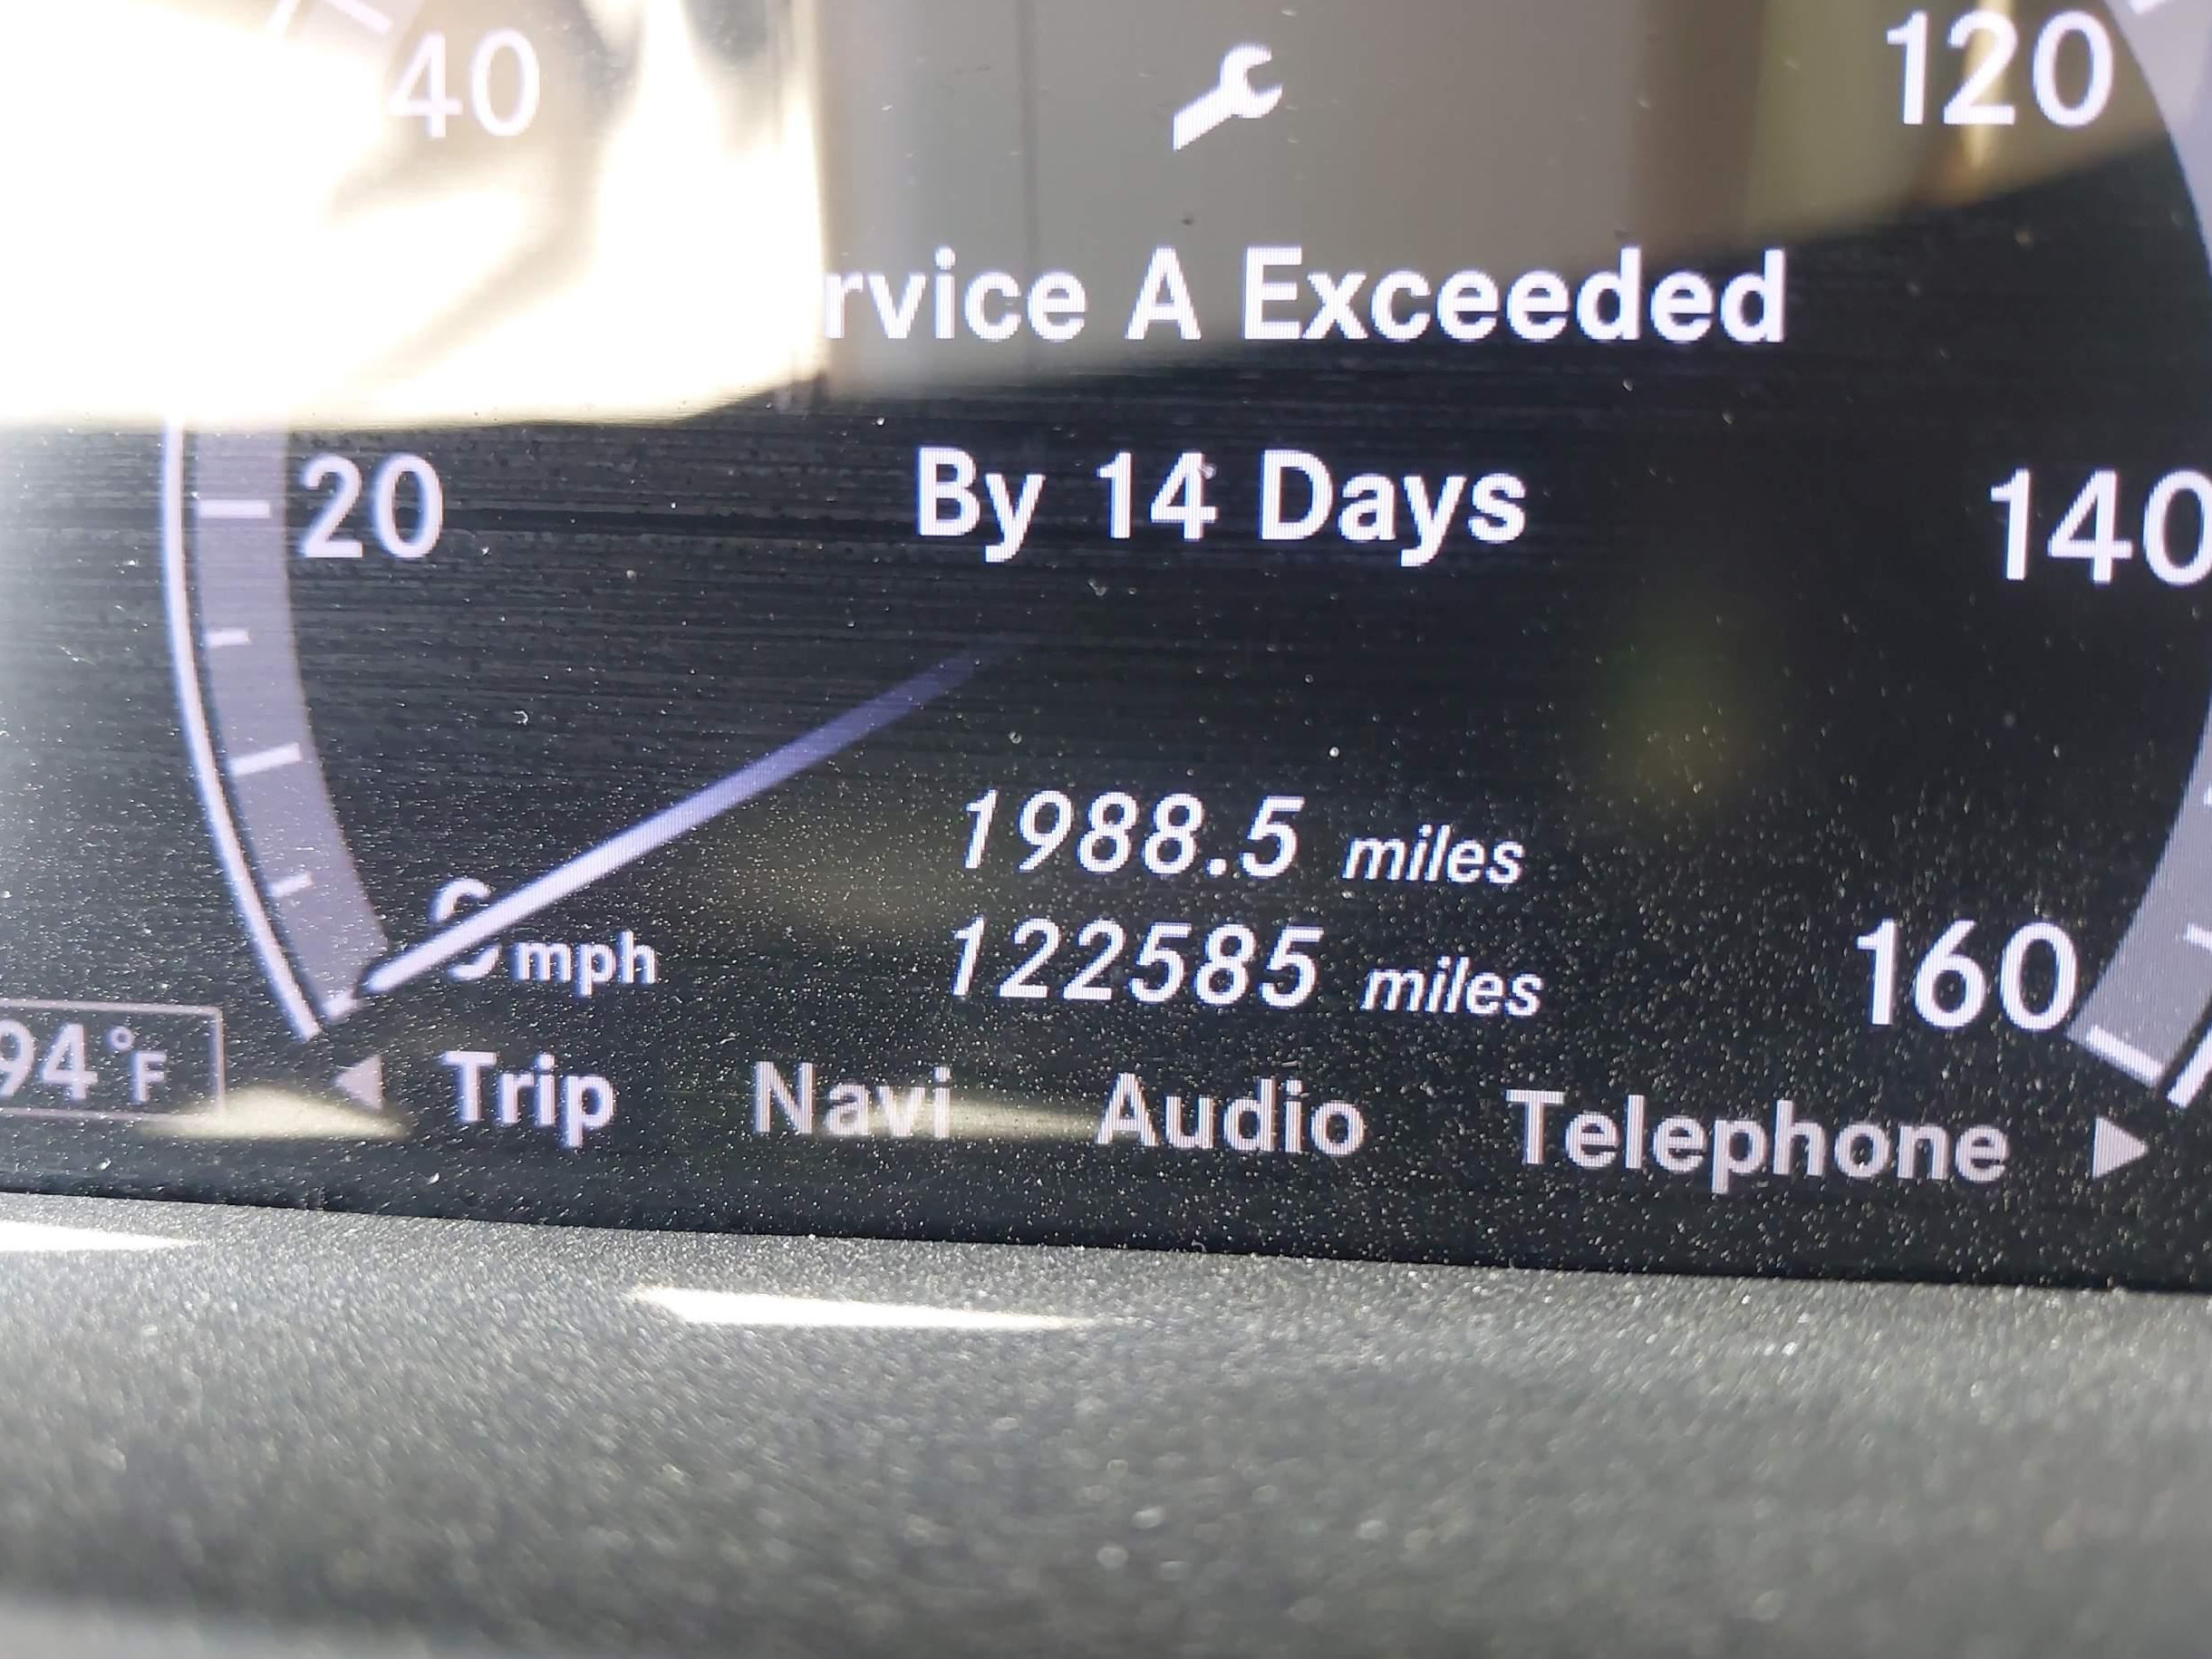 40
120
rvice A Exceeded
20
By 14 Days
140
1988.5 miles
mph
122585 miles
160
94°F
Trip Navi Audio Telephone